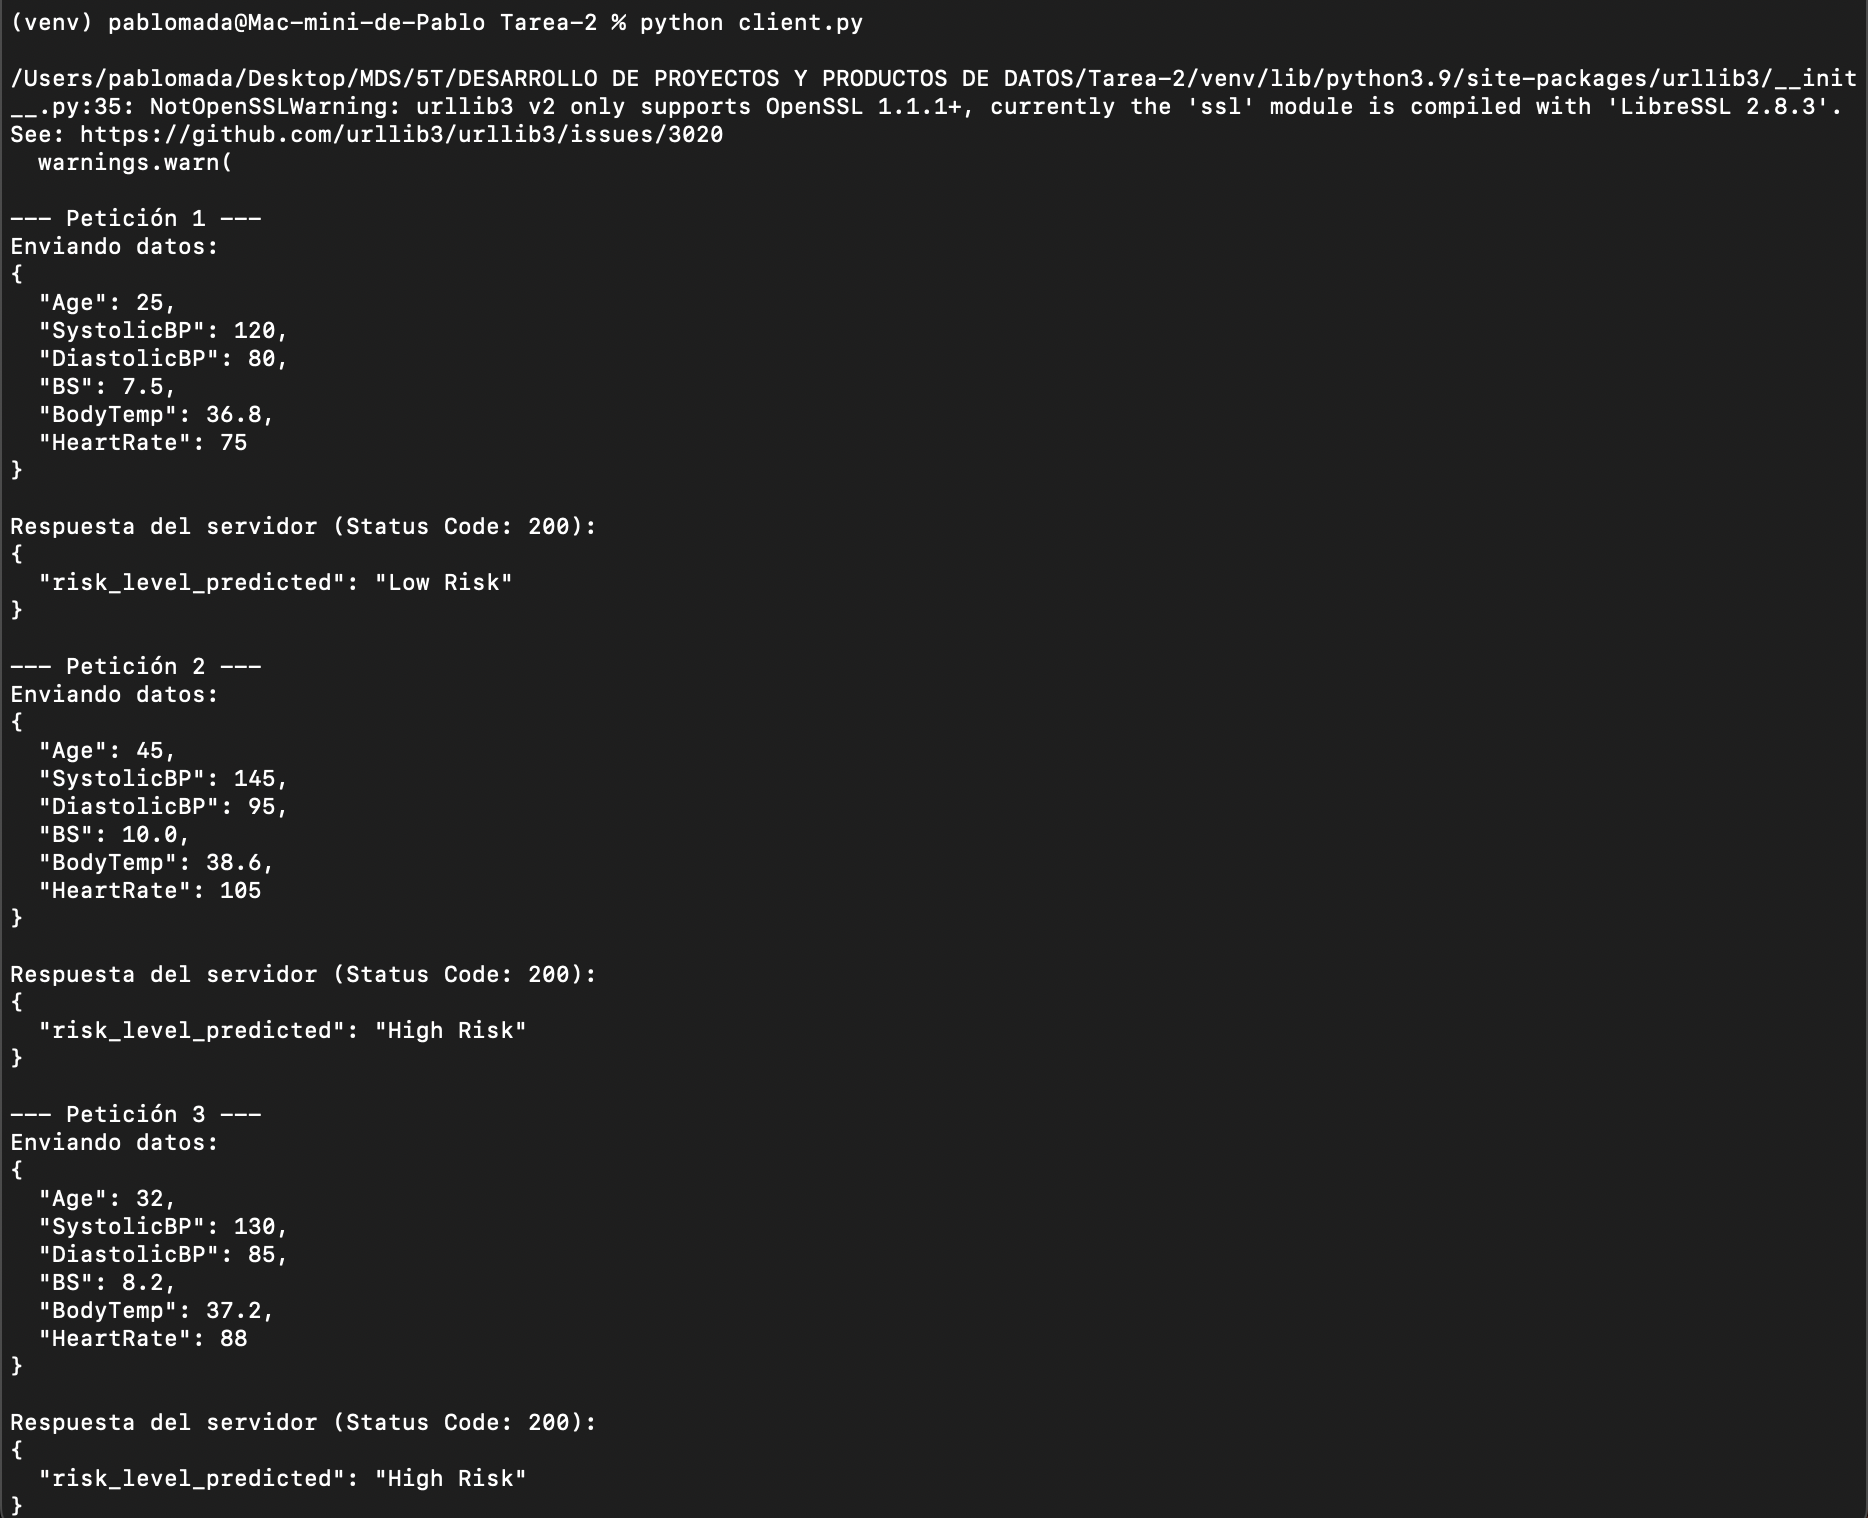 (venv) pablomada@Mac-mini-de-Pablo Tarea-2 % python client.py
/Users/pablomada/Desktop/MDS/5T/DESARROLLO DE PROYECTOS Y PRODUCTOS DE DATOS/Tarea-2/venv/lib/python3.9/site-packages/urllib3/__init
__.py:35: NotOpenSSLWarning: urllib3 v2 only supports OpenSSL 1.1.1+, currently the 'ssl' module is compiled with 'LibreSSL 2.8.3'.
See: https://github.com/urllib3/urllib3/issues/3020
  warnings.warn(
--- Petición 1 ---
Enviando datos:
{
  "Age": 25,
  "SystolicBP": 120,
  "DiastolicBP": 80,
  "BS": 7.5,
  "BodyTemp": 36.8,
  "HeartRate": 75
}
Respuesta del servidor (Status Code: 200):
{
  "risk_level_predicted": "Low Risk"
}
--- Petición 2 ---
Enviando datos:
{
  "Age": 45,
  "SystolicBP": 145,
  "DiastolicBP": 95,
  "BS": 10.0,
  "BodyTemp": 38.6,
  "HeartRate": 105
}
Respuesta del servidor (Status Code: 200):
{
  "risk_level_predicted": "High Risk"
}
--- Petición 3 ---
Enviando datos:
{
  "Age": 32,
  "SystolicBP": 130,
  "DiastolicBP": 85,
  "BS": 8.2,
  "BodyTemp": 37.2,
  "HeartRate": 88
}
Respuesta del servidor (Status Code: 200):
{
  "risk_level_predicted": "High Risk"
}